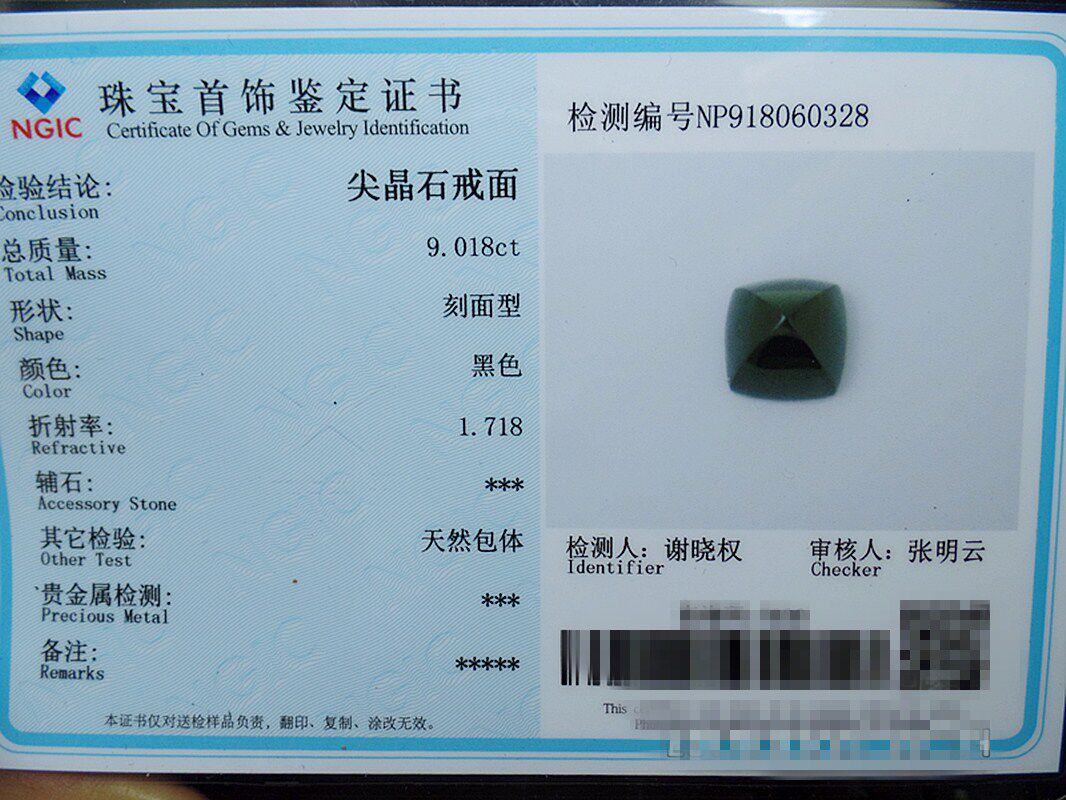 NGIC
珠宝首饰鉴定证书
Certificate Of Gems & Jewelry Identification
检验结论: 尖晶石戒面
Conclusion
总质量: 9.018ct
Total Mass
形状: 刻面型
Shape
颜色: 黑色
Color
折射率: 1.718
Refractive
辅石: ***
Accessory Stone
其它检验: 天然包体
Other Test
贵金属检测: ***
Precious Metal
备注: *****
Remarks
本证书仅对送检样品负责，翻印、复制、涂改无效。
检测编号NP918060328
检测人: 谢晓权 审核人: 张明云
Identifier Checker
This